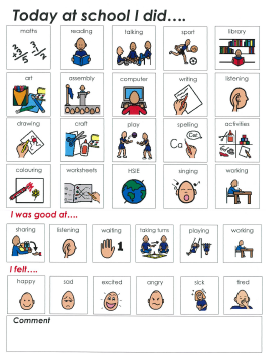 Today at school I did….
maths reading talking sport library
art assembly computer writing listening
drawing craft play spelling activities
Ca
colouring worksheets HSIE singing working
I was good at….
sharing listening waiting taking turns playing working
I felt….
happy sad excited angry sick tired
Comment